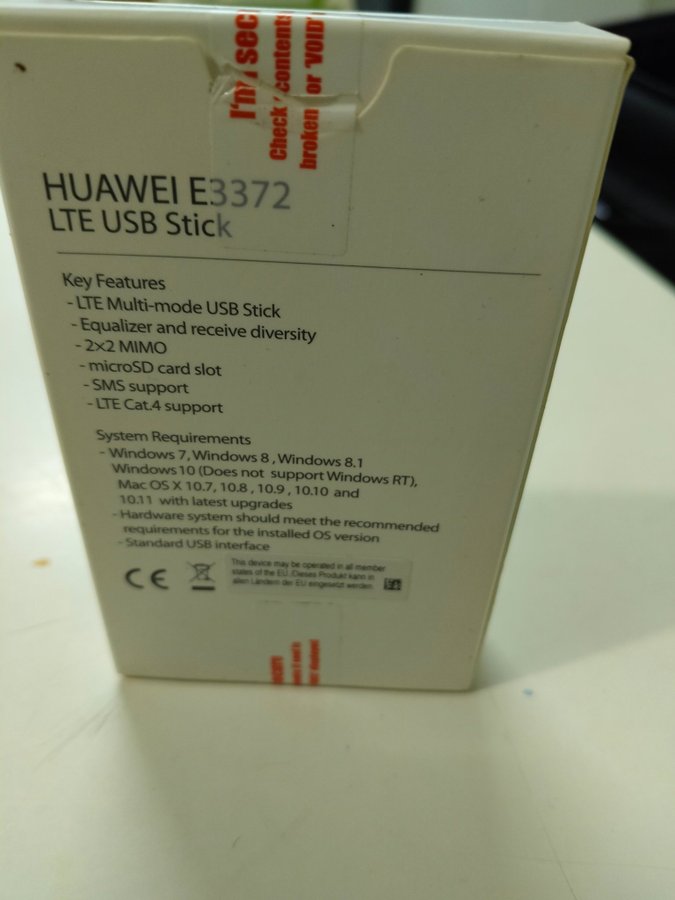 I'm sec
Check contents
broken or 'VOID'
HUAWEI E3372
LTE USB Stick
Key Features
- LTE Multi-mode USB Stick
- Equalizer and receive diversity
- 2×2 MIMO
- microSD card slot
- SMS support
- LTE Cat.4 support
System Requirements
- Windows 7, Windows 8 , Windows 8.1
Windows 10 (Does not support Windows RT),
Mac OS X 10.7, 10.8 , 10.9 , 10.10 and
10.11 with latest upgrades
- Hardware system should meet the recommended
requirements for the installed OS version
- Standard USB interface
CE
This device may be operated in all member
states of the EU. /Dieses Produkt kann in
allen Ländern der EU eingesetzt werden.
displayed